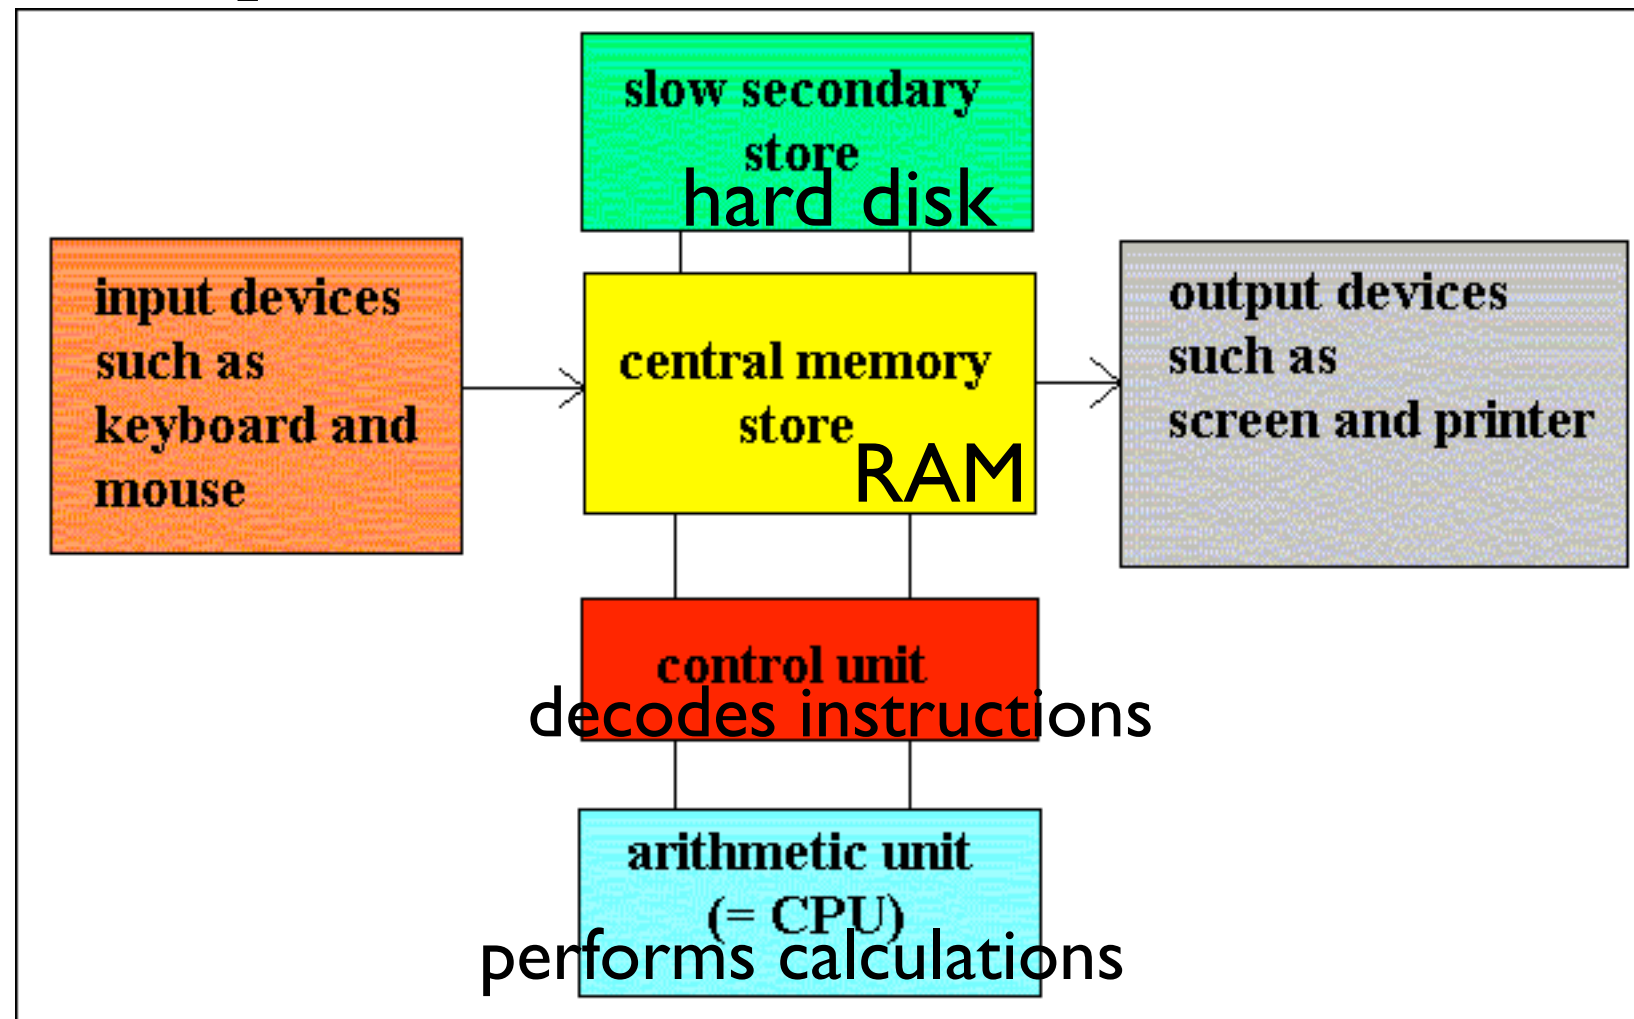 slow secondary
store
hard disk
input devices
such as
keyboard and
mouse
central memory
store
RAM
output devices
such as
screen and printer
control unit
decodes instructions
arithmetic unit
(= CPU)
performs calculations